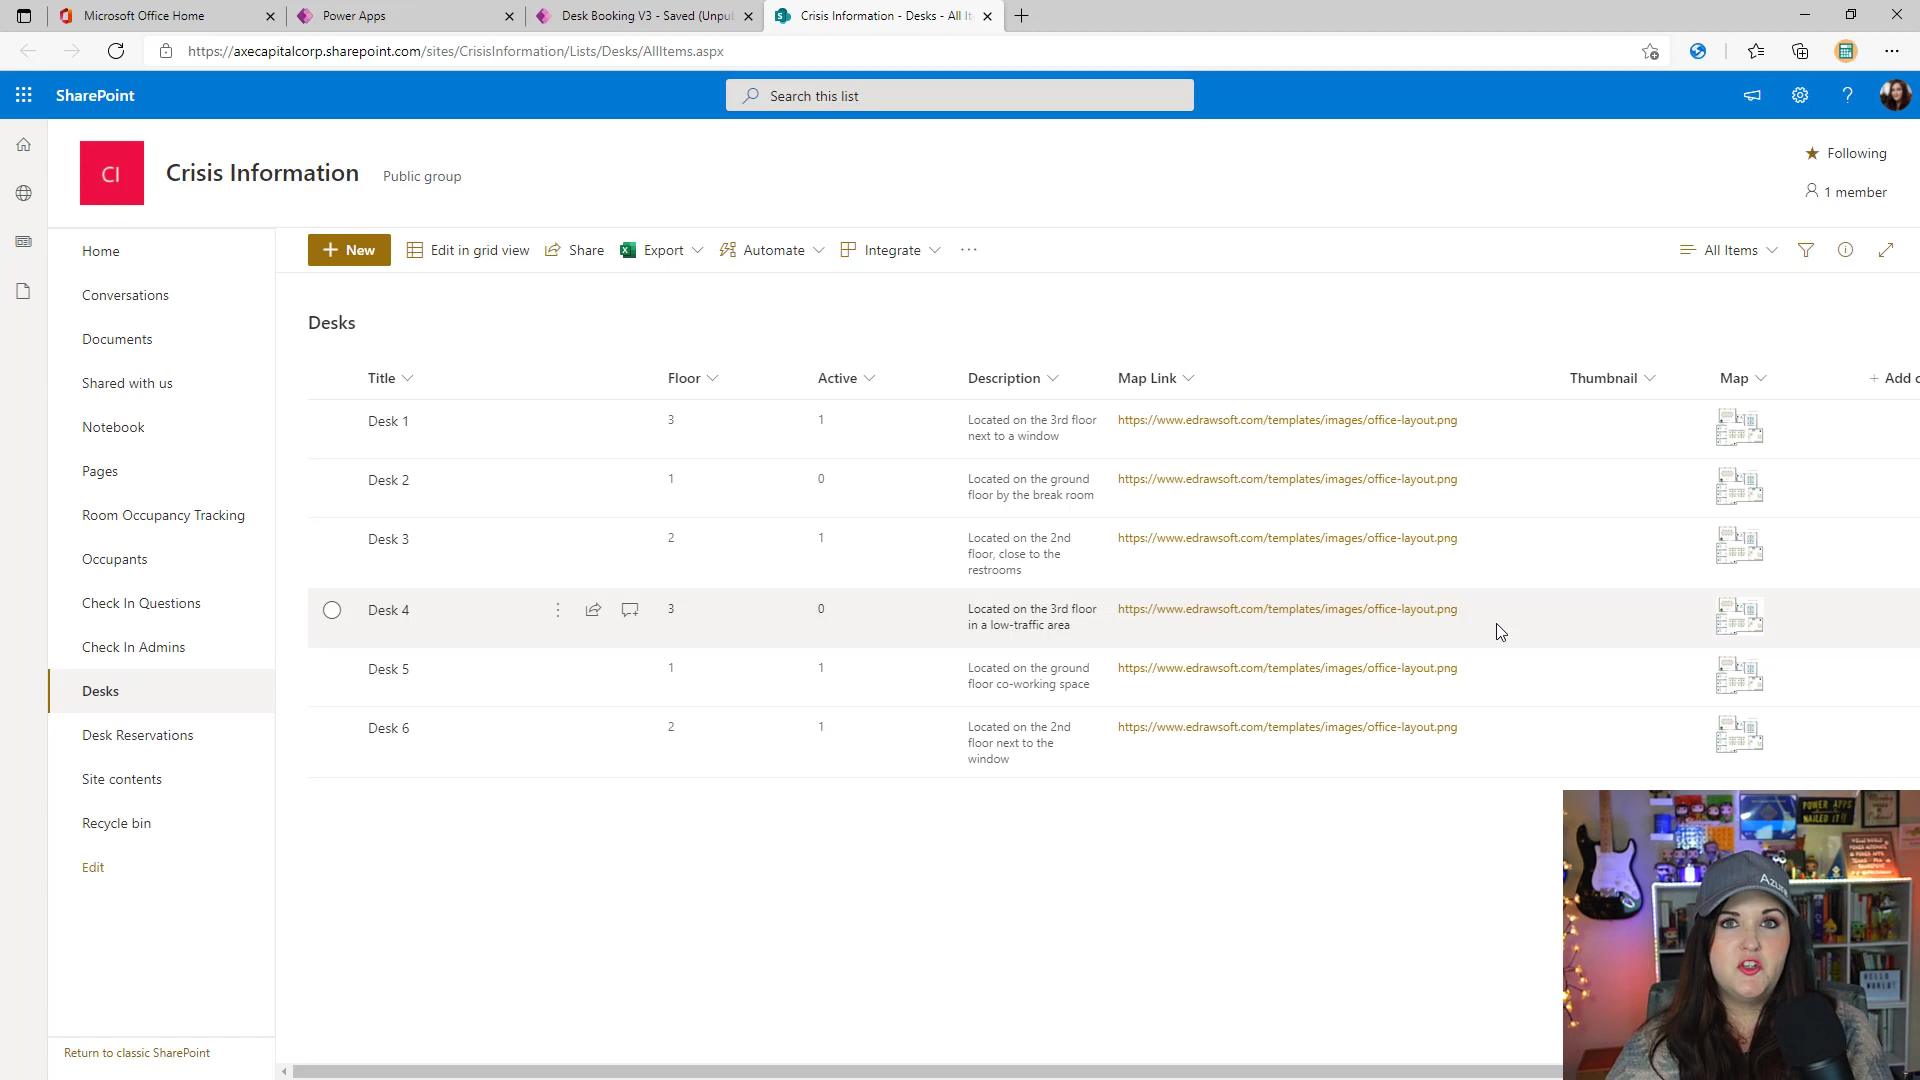 Microsoft Office Home
Power Apps
Desk Booking V3 - Saved (Unpu
Crisis Information - Desks - All It
https://axecapitalcorp.sharepoint.com/sites/CrisisInformation/Lists/Desks/AllItems.aspx
SharePoint
Search this list
?
CI
Crisis Information
Public group
Following
1 member
Home
Conversations
Documents
Shared with us
Notebook
Pages
Room Occupancy Tracking
Occupants
Check In Questions
Check In Admins
Desks
Desk Reservations
Site contents
Recycle bin
Edit
Return to classic SharePoint
+ New
Edit in grid view
Share
Export
Automate
Integrate
···
All Items
Desks
Title Floor Active Description Map Link Thumbnail Map + Add c
Desk 1 3 1 Located on the 3rd floor https://www.edrawsoft.com/templates/images/office-layout.png
next to a window
Desk 2 1 0 Located on the ground https://www.edrawsoft.com/templates/images/office-layout.png
floor by the break room
Desk 3 2 1 Located on the 2nd https://www.edrawsoft.com/templates/images/office-layout.png
floor, close to the
restrooms
Desk 4 3 0 Located on the 3rd floor https://www.edrawsoft.com/templates/images/office-layout.png
in a low-traffic area
Desk 5 1 1 Located on the ground https://www.edrawsoft.com/templates/images/office-layout.png
floor co-working space
Desk 6 2 1 Located on the 2nd https://www.edrawsoft.com/templates/images/office-layout.png
floor next to the
window
POWER APPS
NAILED IT!!
Azure
HELLO
WORLD!